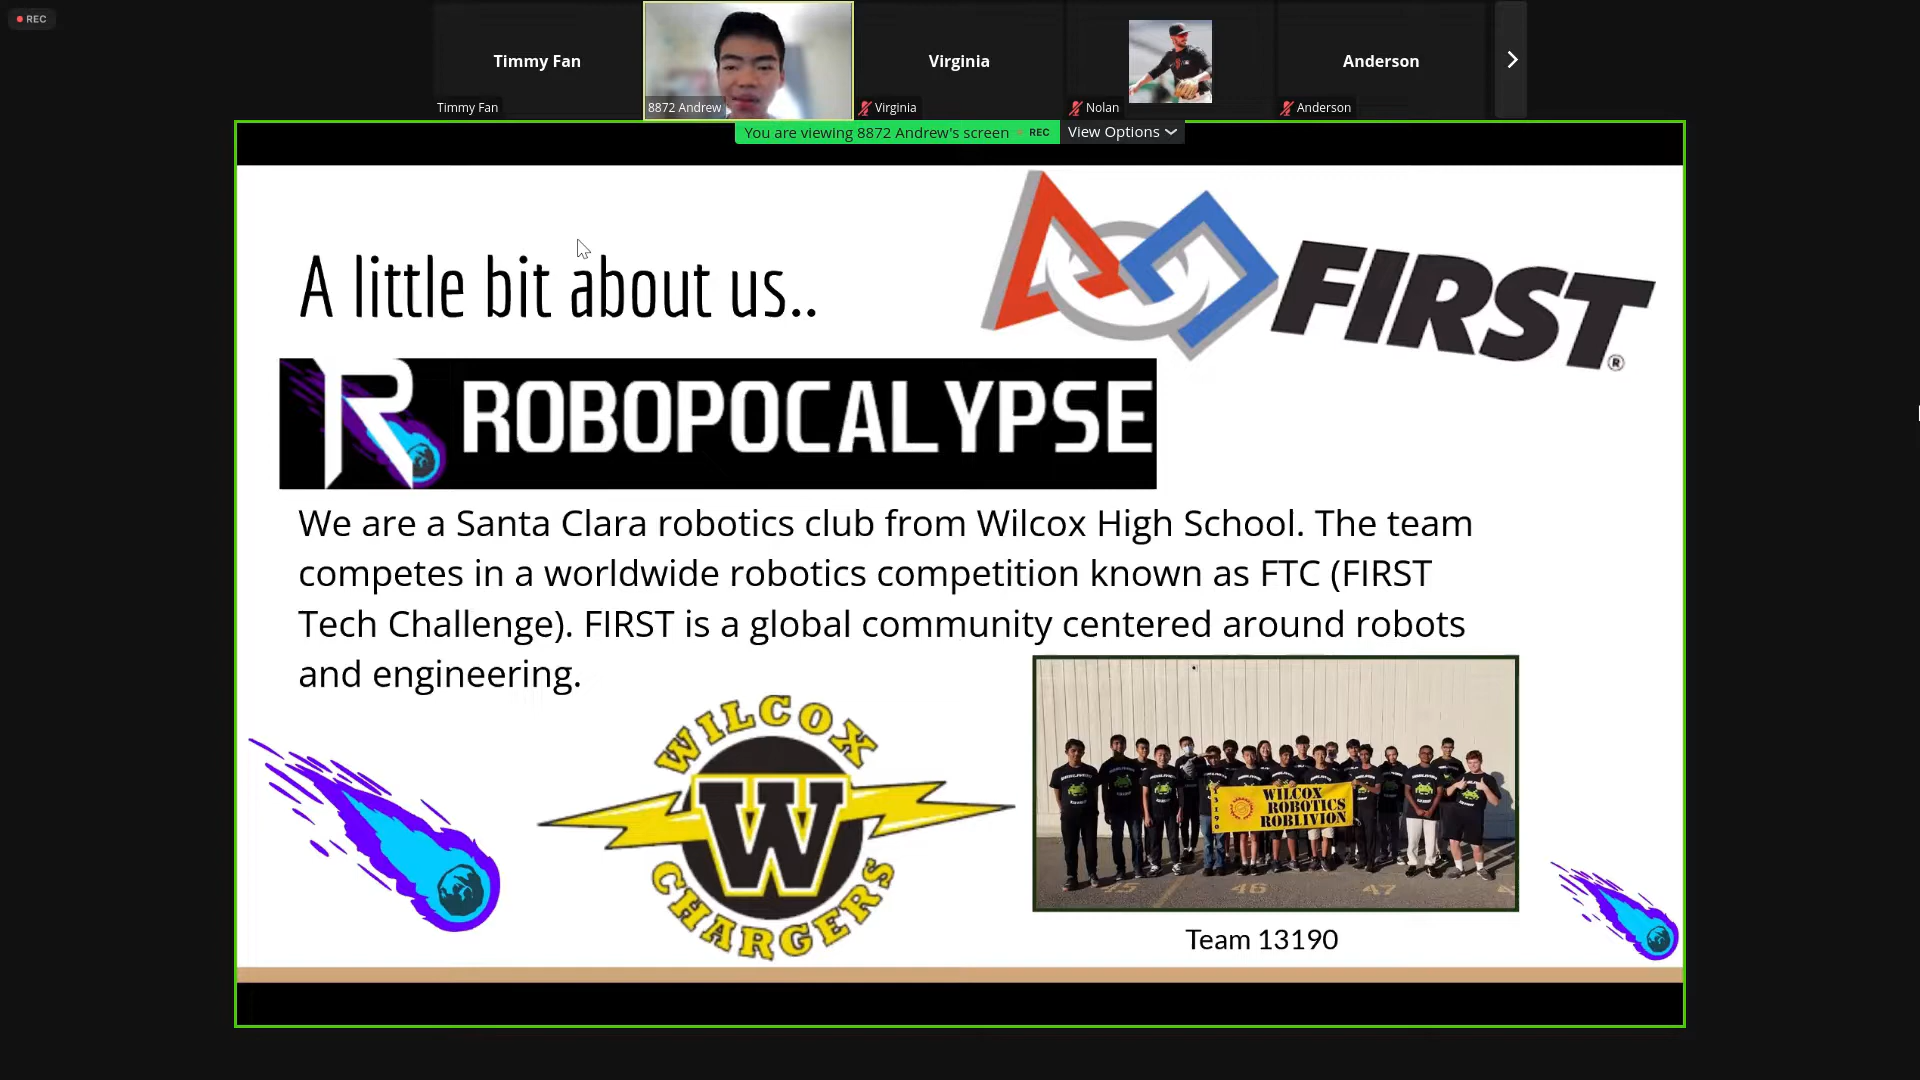 REC
Timmy Fan
Virginia
Anderson
Timmy Fan
8872 Andrew
Virginia
Nolan
Anderson
You are viewing 8872 Andrew's screen
REC
View Options
FIRST®
A little bit about us..
R ROBOPOCALYPSE
We are a Santa Clara robotics club from Wilcox High School. The team
competes in a worldwide robotics competition known as FTC (FIRST
Tech Challenge). FIRST is a global community centered around robots
and engineering.
WILCOX
W
CHARGERS
13190
WILCOX
ROBOTICS
ROBLIVION
45
46
47
Team 13190